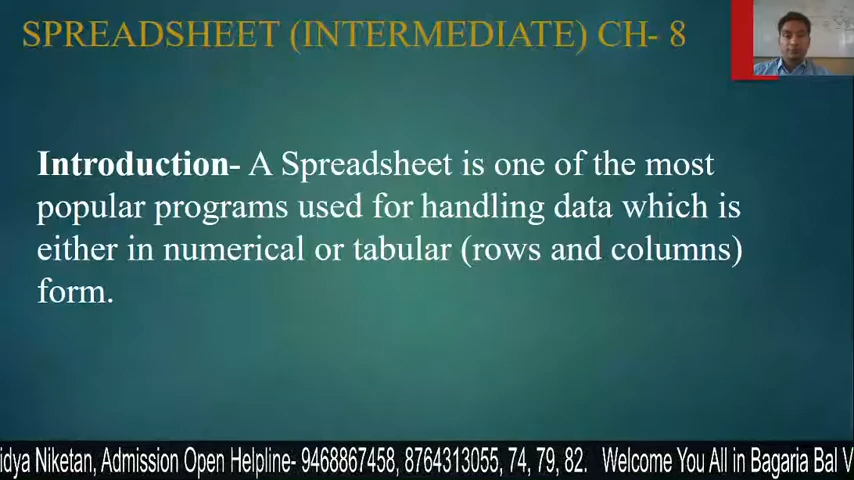 SPREADSHEET (INTERMEDIATE) CH- 8
Introduction- A Spreadsheet is one of the most
popular programs used for handling data which is
either in numerical or tabular (rows and columns)
form.
idya Niketan, Admission Open Helpline- 9468867458, 8764313055, 74, 79, 82. Welcome You All in Bagaria Bal V